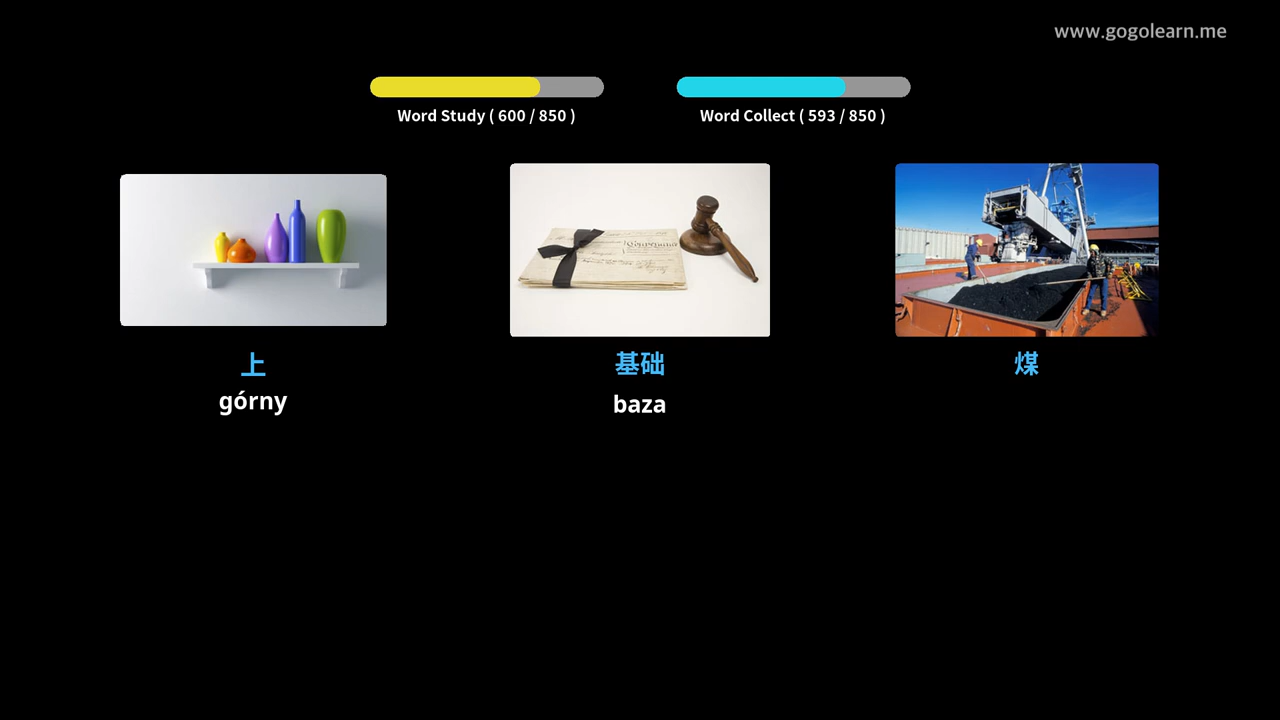 www.gogolearn.me
Word Study ( 600 / 850 )
Word Collect ( 593 / 850 )
上
górny
基础
baza
煤